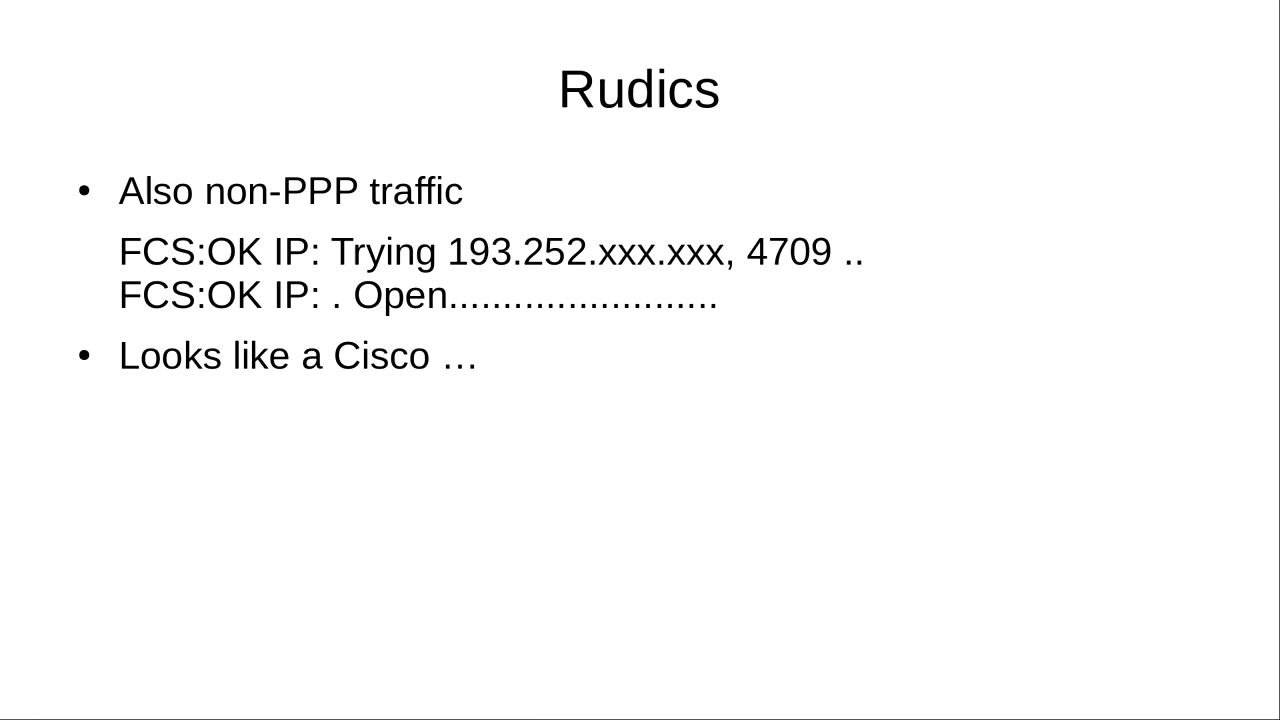 Rudics
• Also non-PPP traffic
FCS:OK IP: Trying 193.252.xxx.xxx, 4709 ..
FCS:OK IP: . Open.........................
• Looks like a Cisco …